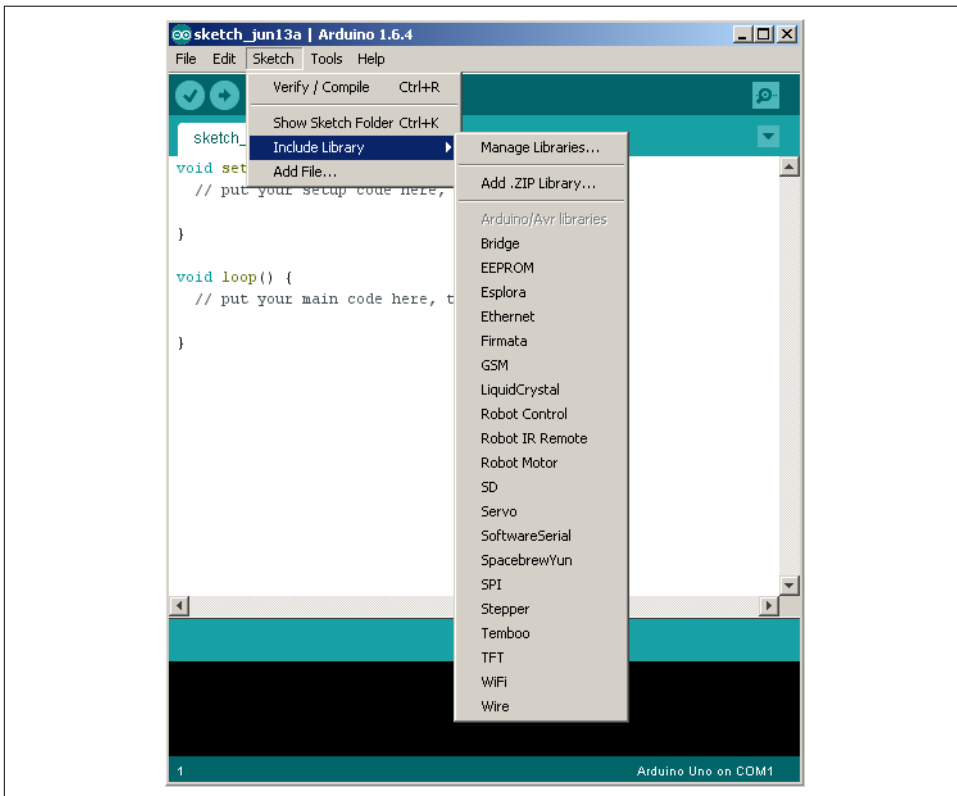 sketch_jun13a | Arduino 1.6.4
File Edit Sketch Tools Help
Verify / Compile Ctrl+R
Show Sketch Folder Ctrl+K
Include Library
Add File...
Manage Libraries...
Add .ZIP Library...
Arduino/Avr libraries
Bridge
EEPROM
Esplora
Ethernet
Firmata
GSM
LiquidCrystal
Robot Control
Robot IR Remote
Robot Motor
SD
Servo
SoftwareSerial
SpacebrewYun
SPI
Stepper
Temboo
TFT
WiFi
Wire
sketch_
void set
// put your setup code here,
}
void loop() {
// put your main code here, t
}
1
Arduino Uno on COM1